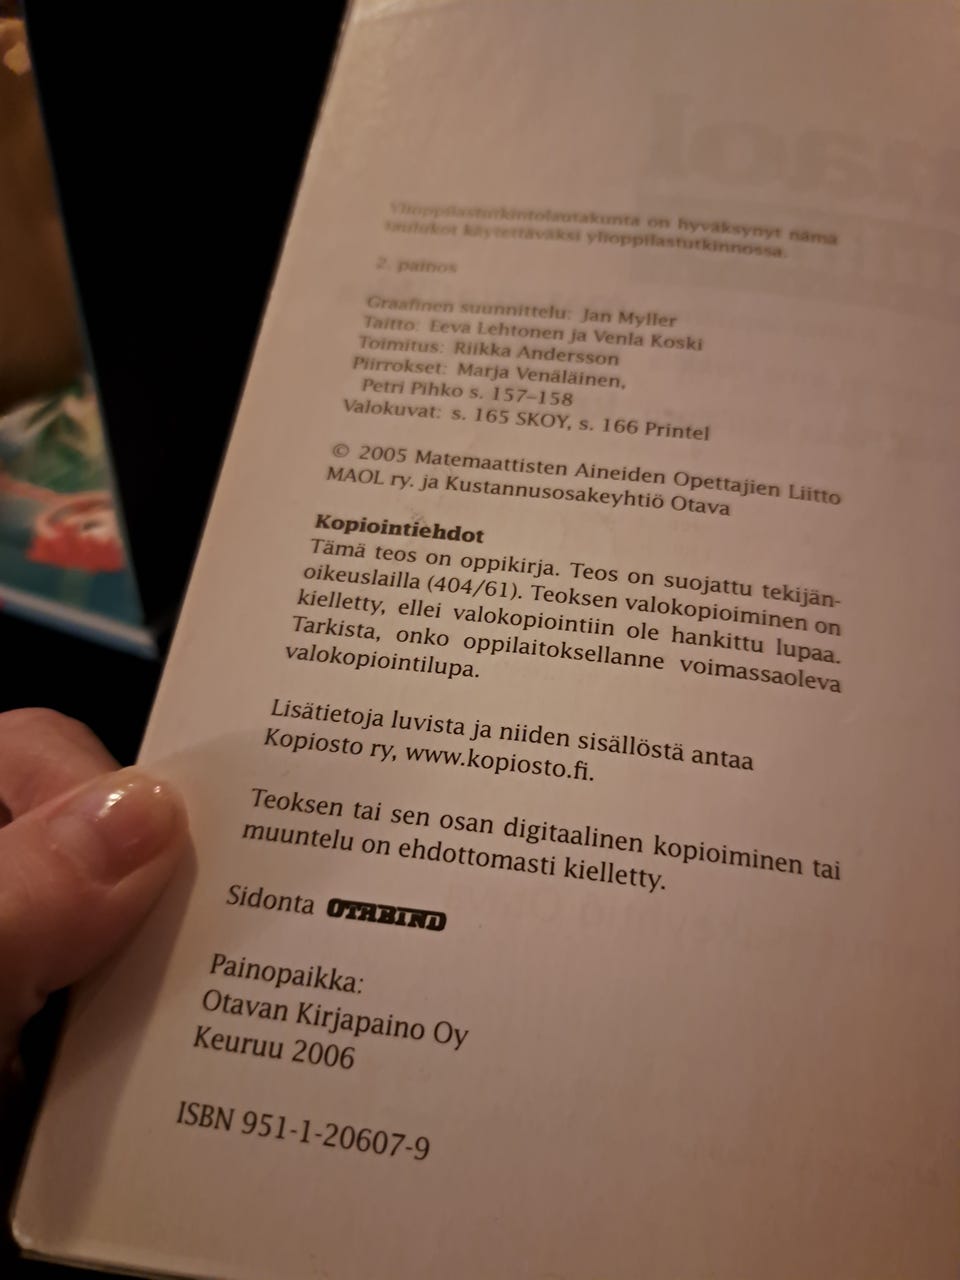 Ylioppilastutkintolautakunta on hyväksynyt nämä
taulukot käytettäväksi ylioppilastutkinnossa.
2. painos
Graafinen suunnittelu: Jan Myller
Taitto: Eeva Lehtonen ja Venla Koski
Toimitus: Riikka Andersson
Piirrokset: Marja Venäläinen,
Petri Pihko s. 157–158
Valokuvat: s. 165 SKOY, s. 166 Printel
© 2005 Matemaattisten Aineiden Opettajien Liitto
MAOL ry. ja Kustannusosakeyhtiö Otava
Kopiointiehdot
Tämä teos on oppikirja. Teos on suojattu tekijän-
oikeuslailla (404/61). Teoksen valokopioiminen on
kielletty, ellei valokopiointiin ole hankittu lupaa.
Tarkista, onko oppilaitoksellanne voimassaoleva
valokopiointilupa.
Lisätietoja luvista ja niiden sisällöstä antaa
Kopiosto ry, www.kopiosto.fi.
Teoksen tai sen osan digitaalinen kopioiminen tai
muuntelu on ehdottomasti kielletty.
Sidonta OTABIND
Painopaikka:
Otavan Kirjapaino Oy
Keuruu 2006
ISBN 951-1-20607-9